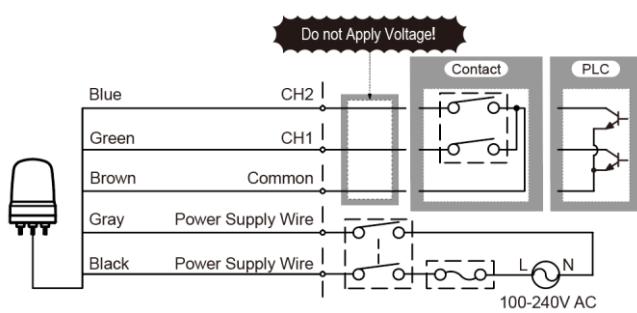 Do not Apply Voltage!
Contact
PLC
Blue CH2
Green CH1
Brown Common
Gray Power Supply Wire
Black Power Supply Wire
L N
100-240V AC